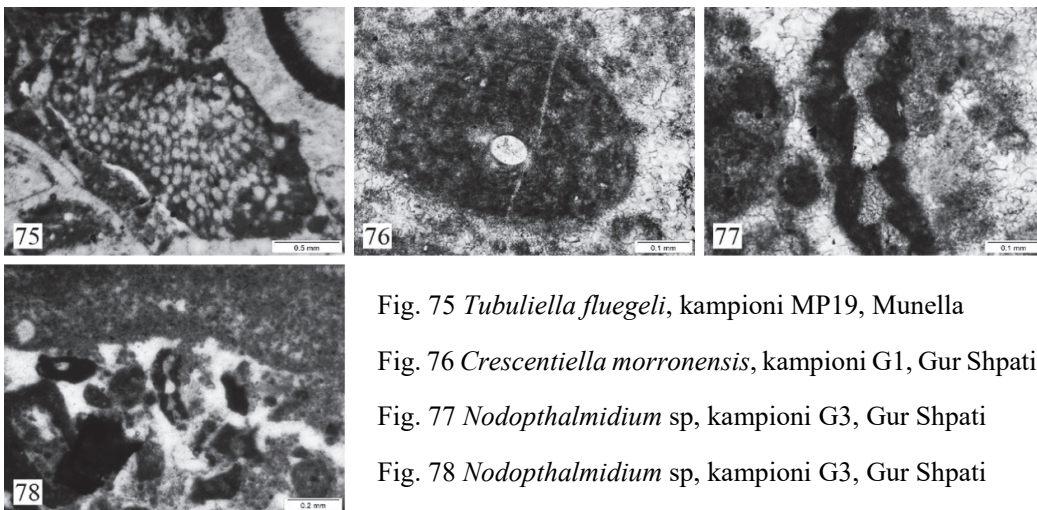 75
0.5 mm
76
0.1 mm
77
0.1 mm
78
0.2 mm
Fig. 75 Tubuliella fluegeli, kampioni MP19, Munella
Fig. 76 Crescentiella morronensis, kampioni G1, Gur Shpati
Fig. 77 Nodopthalmidium sp, kampioni G3, Gur Shpati
Fig. 78 Nodopthalmidium sp, kampioni G3, Gur Shpati